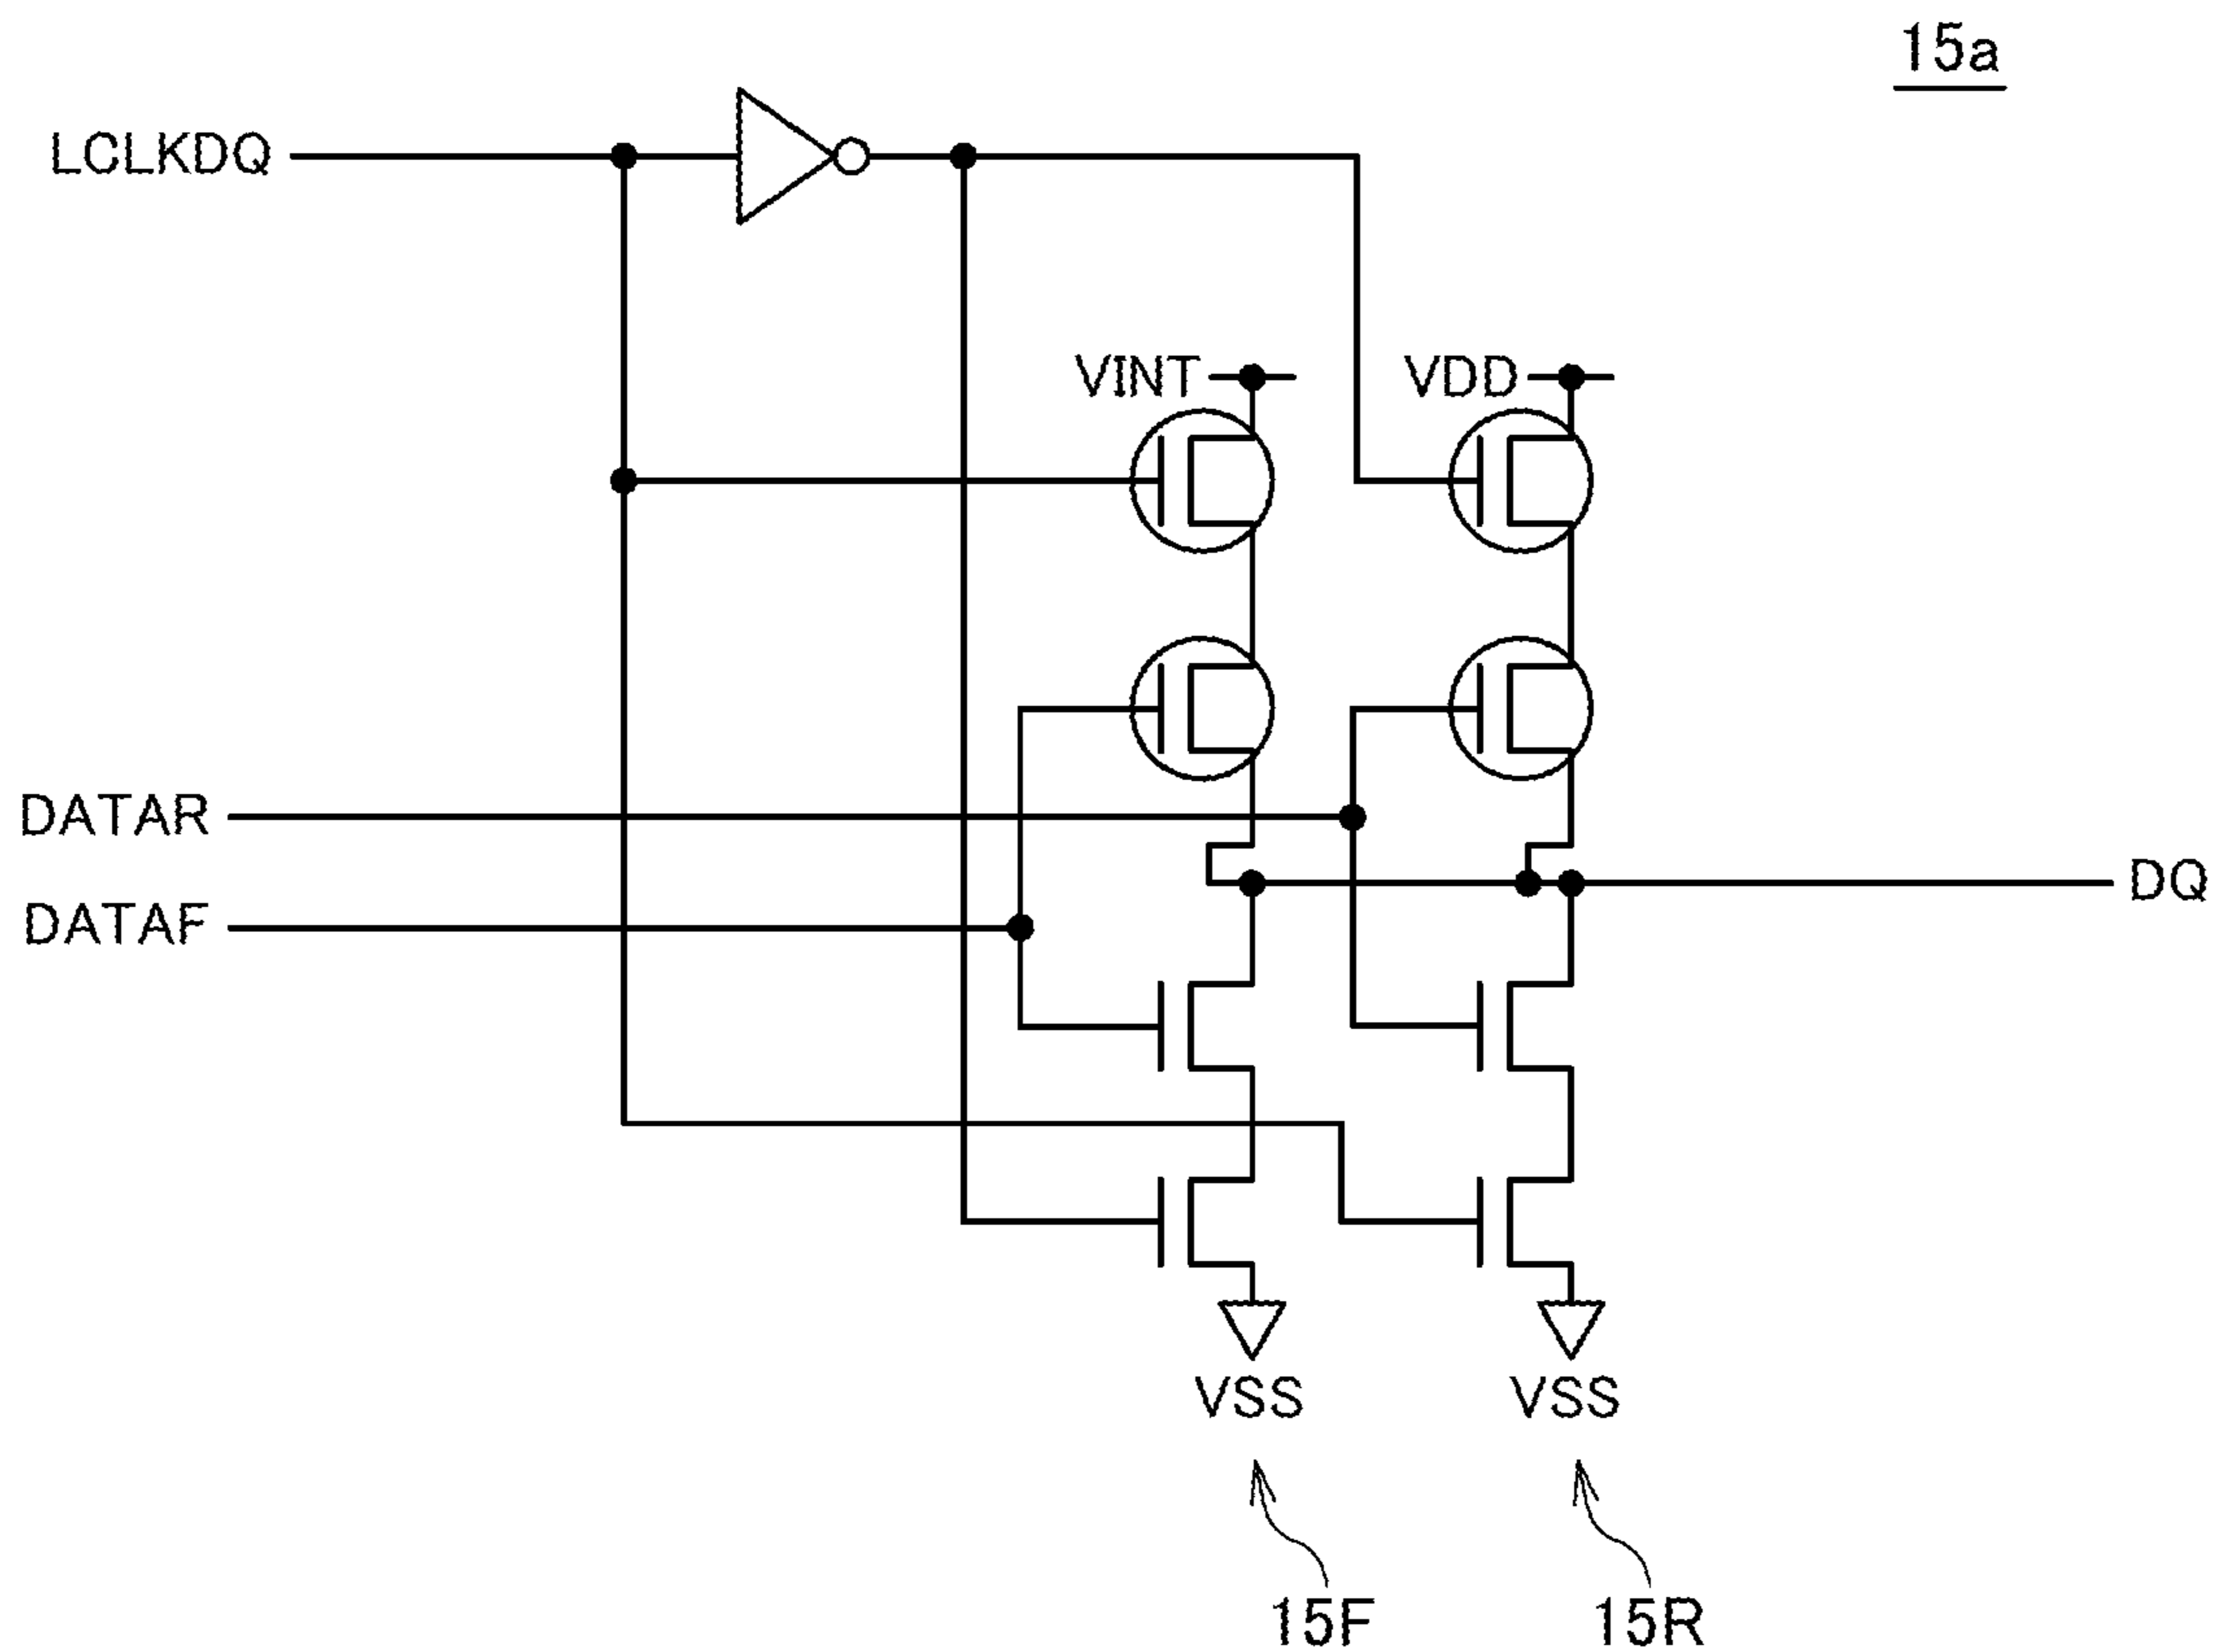 15a
LCLKDQ
VINT
VDD
DATAR
DQ
DATAF
VSS
VSS
15F
15R